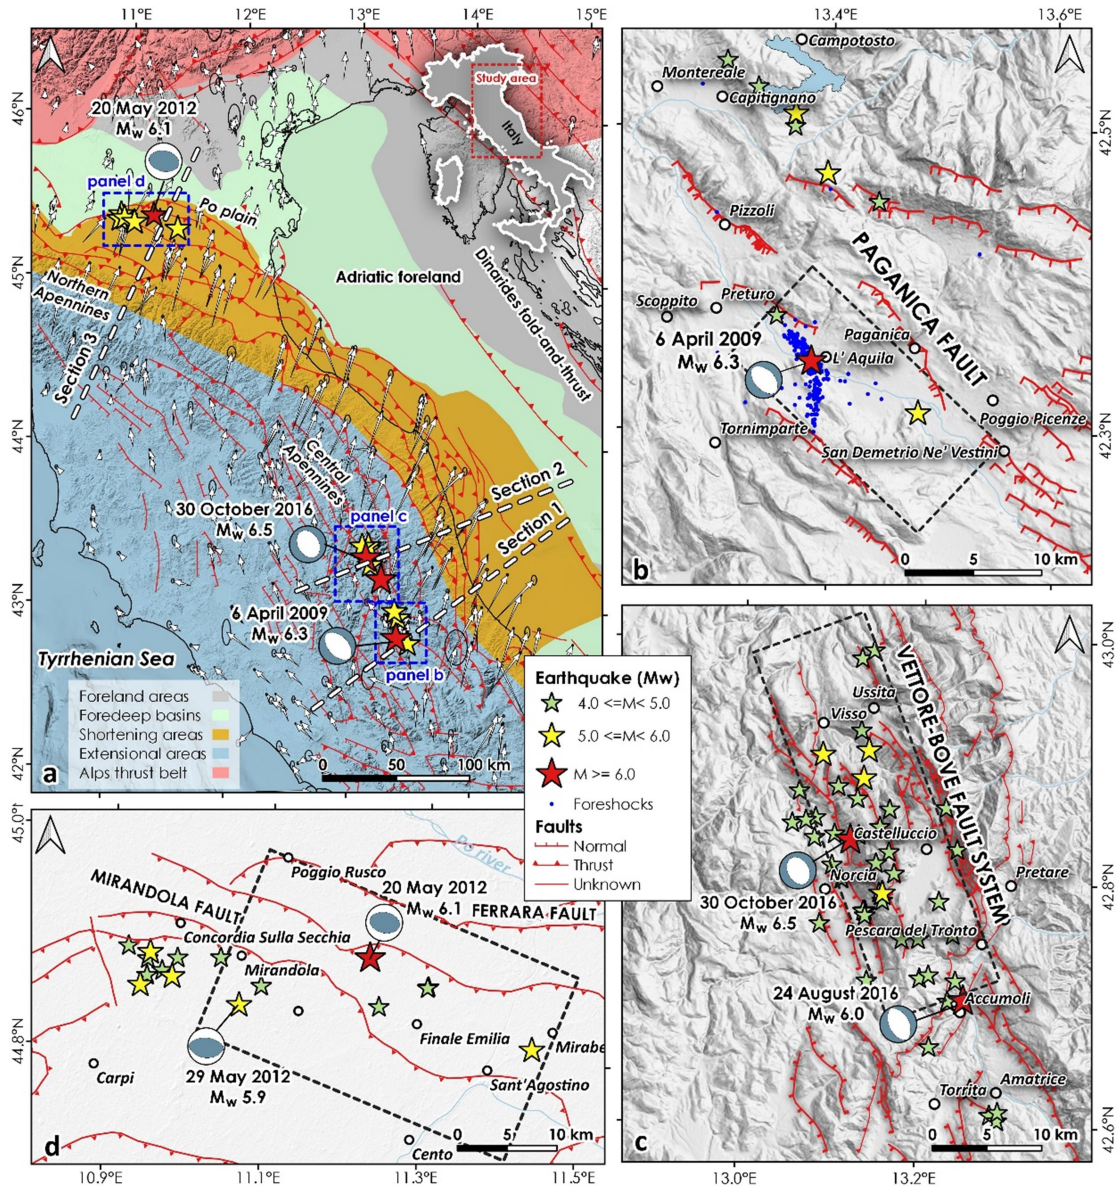 11°E
12°E
13°E
14°E
15°E
46°N
45°N
44°N
43°N
42°N
20 May 2012
Mw 6.1
panel d
Po plain
Northern
Apennines
Section 3
Adriatic foreland
Dinarides fold-and-thrust
Study area
Italy
Central
Apennines
30 October 2016
Mw 6.5
panel c
Section 2
Section 1
6 April 2009
Mw 6.3
panel b
Tyrrhenian Sea
Foreland areas
Foredeep basins
Shortening areas
Extensional areas
Alps thrust belt
a
0 50 100 km
13.4°E
13.6°E
42.5°N
42.3°N
Campotosto
Montereale
Capitignano
Pizzoli
PAGANICA FAULT
Scoppito
Preturo
6 April 2009
Mw 6.3
Paganica
L' Aquila
Poggio Picenze
Tornimparte
San Demetrio Ne' Vestini
b
0 5 10 km
Earthquake (Mw)
4.0 <=M< 5.0
5.0 <=M< 6.0
M >= 6.0
Foreshocks
Faults
Normal
Thrust
Unknown
43.0°N
42.8°N
42.6°N
13.0°E
13.2°E
VETTORE-BOVE FAULT SYSTEM
Ussita
Visso
Castelluccio
Norcia
Pretare
30 October 2016
Mw 6.5
Pescara del Tronto
24 August 2016
Mw 6.0
Accumoli
Amatrice
Torrita
c
0 5 10 km
45.0°N
44.8°N
10.9°E
11.1°E
11.3°E
11.5°E
Po river
Poggio Rusco
20 May 2012
Mw 6.1
MIRANDOLA FAULT
FERRARA FAULT
Concordia Sulla Secchia
Mirandola
Finale Emilia
Mirabe
Carpi
29 May 2012
Mw 5.9
Sant'Agostino
Cento
d
0 5 10 km